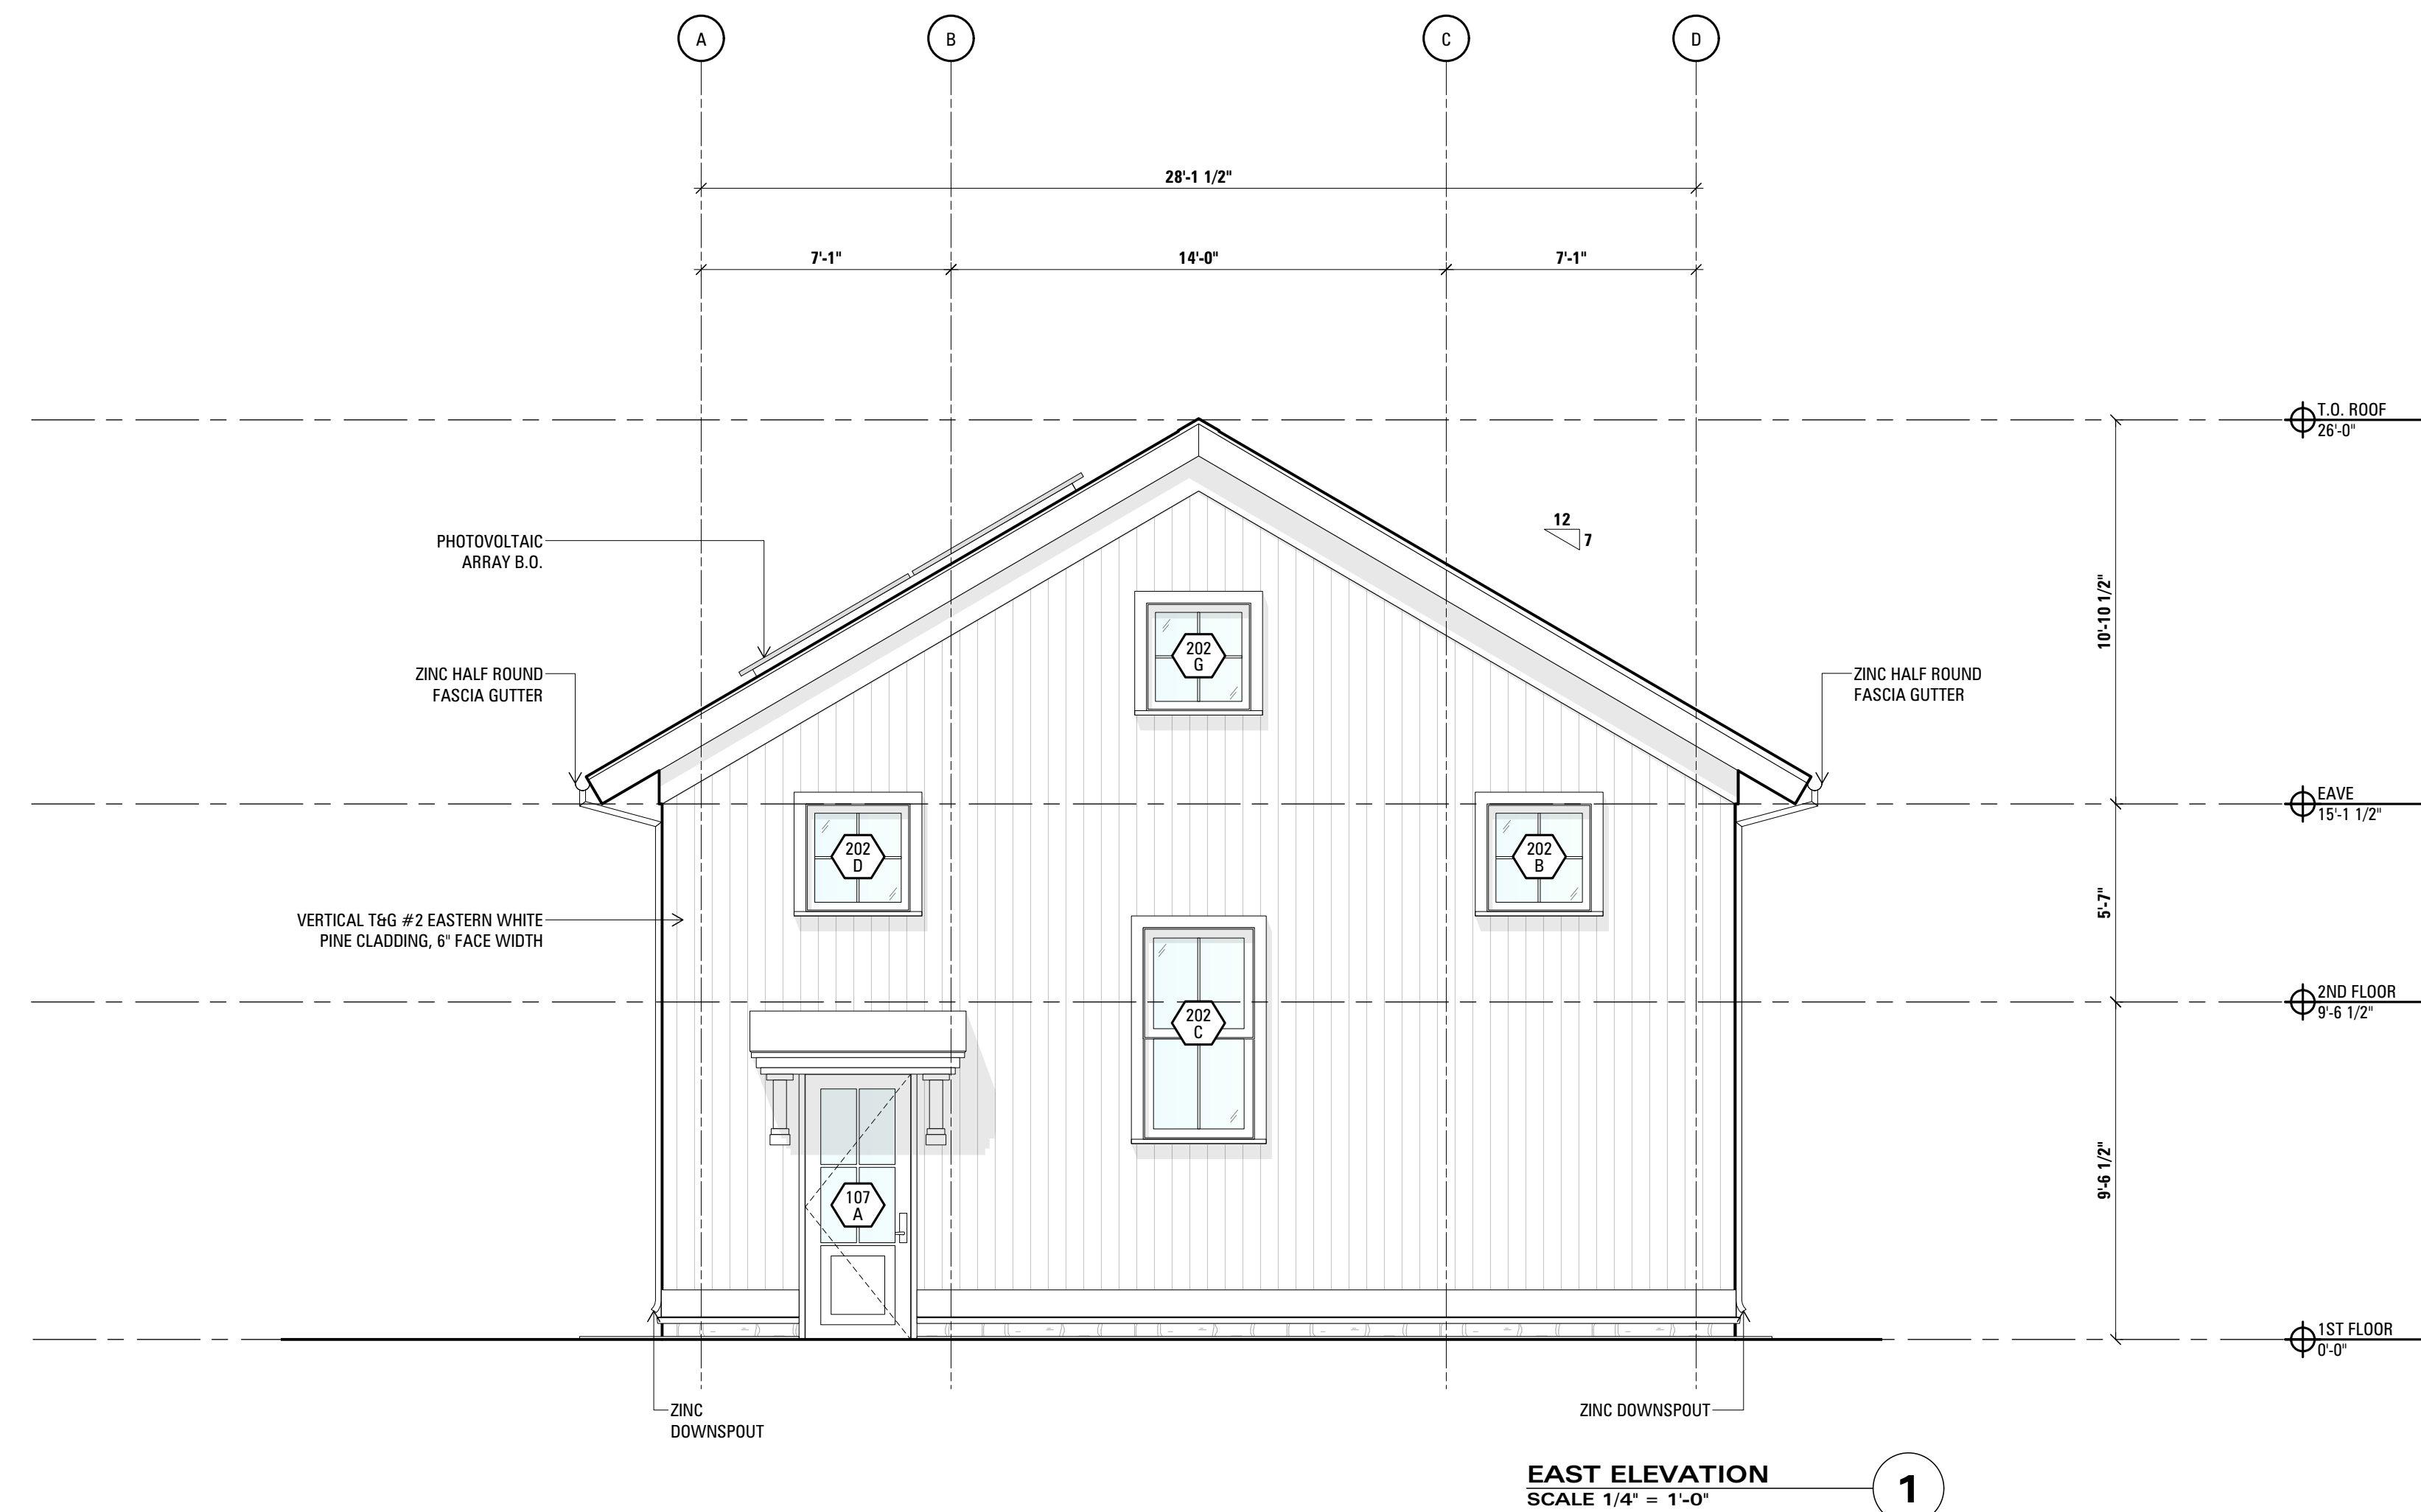 A
B
C
D
28'-1 1/2"
7'-1"
14'-0"
7'-1"
T.O. ROOF
26'-0"
12
7
PHOTOVOLTAIC
ARRAY B.O.
10'-10 1/2"
202
G
ZINC HALF ROUND
FASCIA GUTTER
ZINC HALF ROUND
FASCIA GUTTER
EAVE
15'-1 1/2"
202
D
202
B
VERTICAL T&G #2 EASTERN WHITE
PINE CLADDING, 6" FACE WIDTH
5'-7"
2ND FLOOR
9'-6 1/2"
202
C
9'-6 1/2"
107
A
1ST FLOOR
0'-0"
ZINC
DOWNSPOUT
ZINC DOWNSPOUT
EAST ELEVATION
SCALE 1/4" = 1'-0"
1